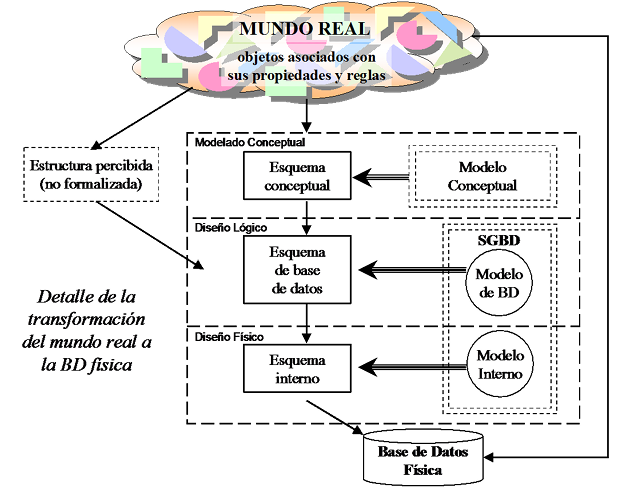 MUNDO REAL
objetos asociados con
sus propiedades y reglas
Modelado Conceptual
Estructura percibida
(no formalizada)
Esquema
conceptual
Modelo
Conceptual
Diseño Lógico
Esquema
de base
de datos
SGBD
Modelo
de BD
Detalle de la
transformación
del mundo real a
la BD física
Diseño Físico
Esquema
interno
Modelo
Interno
Base de Datos
Física